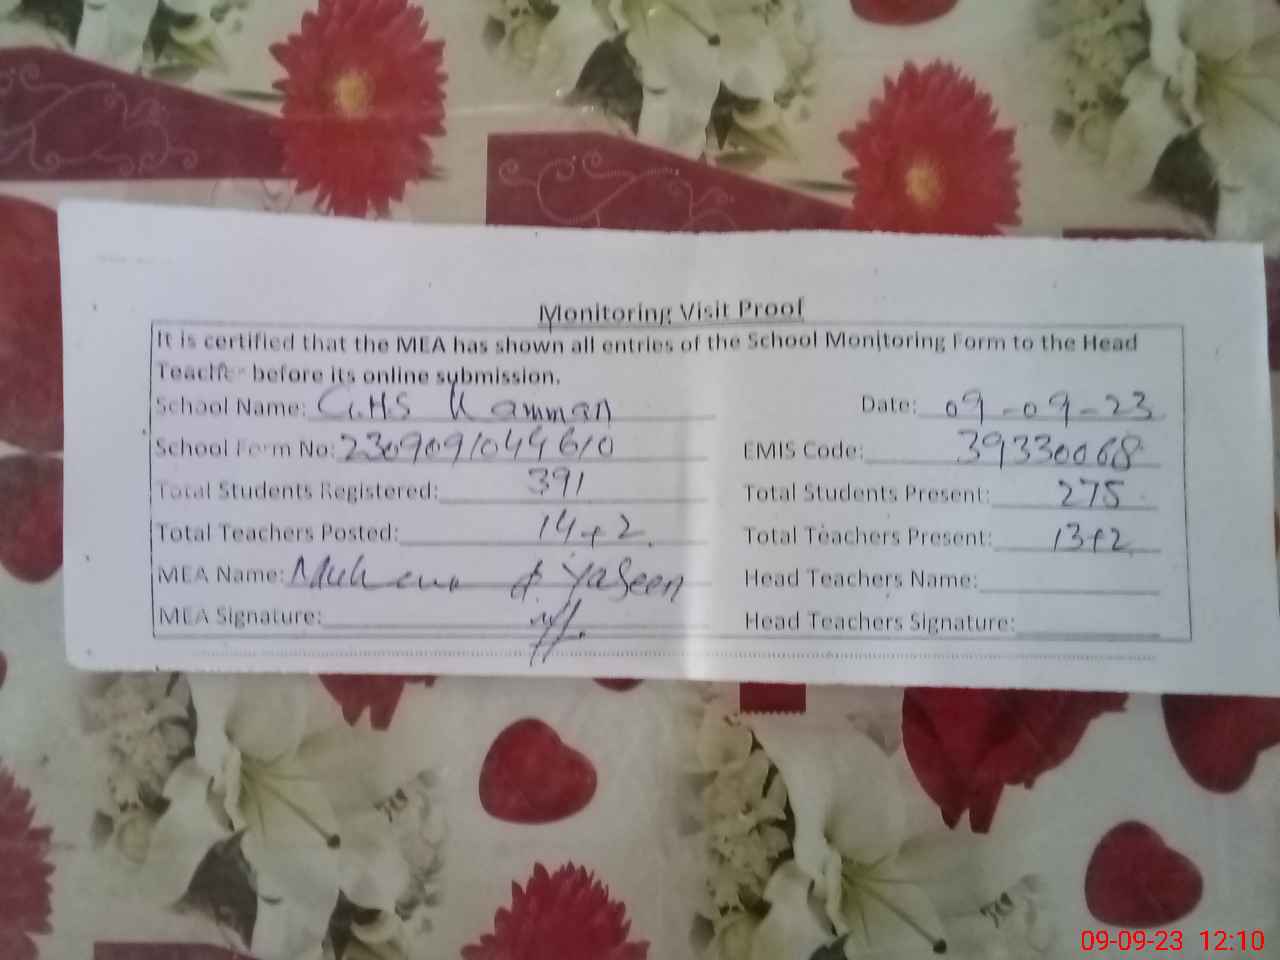 Monitoring Visit Proof
It is certified that the MEA has shown all entries of the School Monitoring Form to the Head
Teacher before its online submission.
School Name: G.HS Kamman Date: 09-09-23
School Form No: 2309091044610 EMIS Code: 39330068
Total Students Registered: 391 Total Students Present: 275
Total Teachers Posted: 14+2 Total Teachers Present: 13+2
MEA Name: Yaseen Head Teachers Name:
MEA Signature: Head Teachers Signature:
09-09-23 12:10